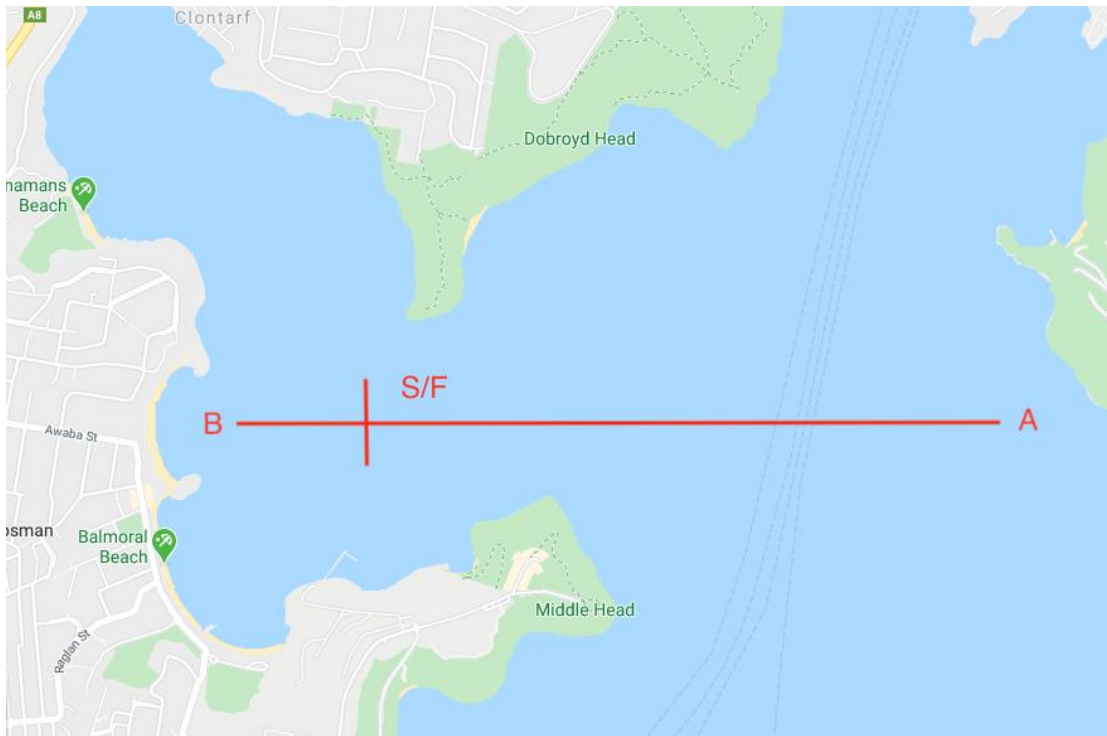 A8
Clontarf
Dobroyd Head
namans
Beach
S/F
B
A
Awaba St
osman
Balmoral
Beach
Middle Head
Raglan St